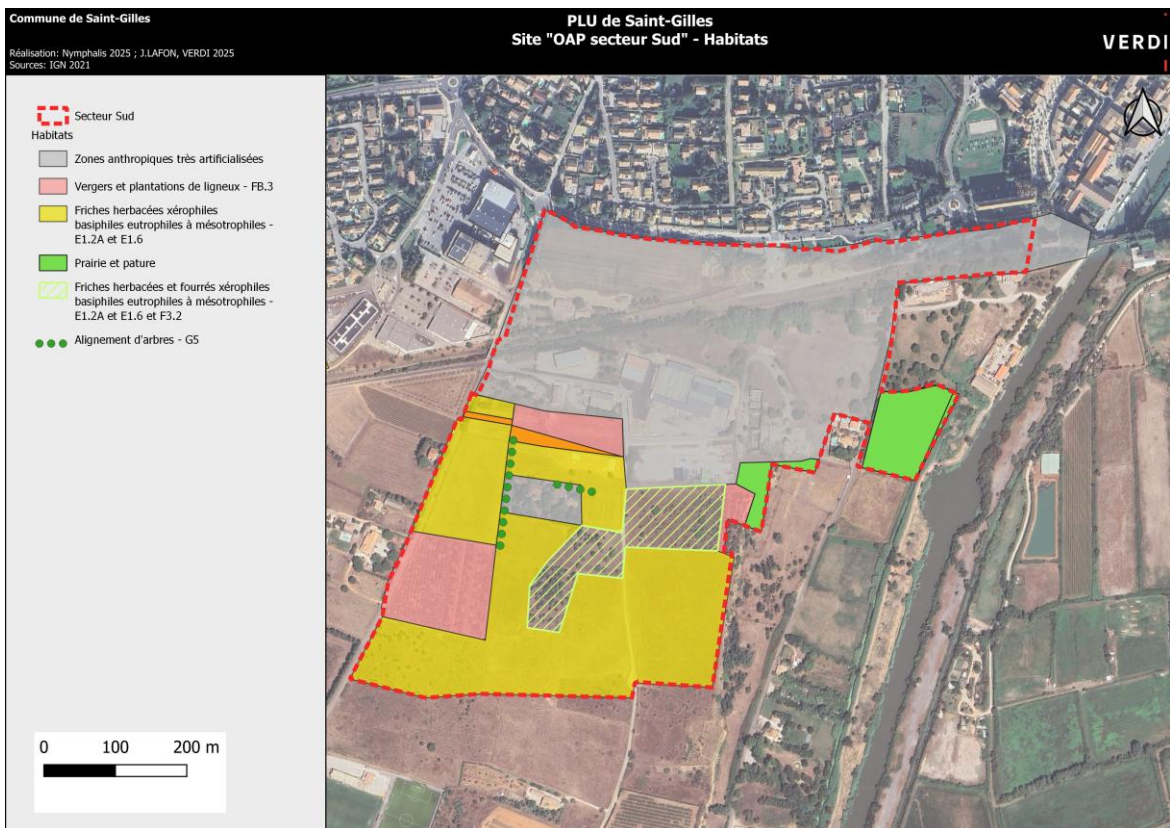 Commune de Saint-Gilles
Réalisation: Nymphalis 2025 ; J.LAFON, VERDI 2025
Sources: IGN 2021
PLU de Saint-Gilles
Site "OAP secteur Sud" - Habitats
VERDI
Secteur Sud
Habitats
Zones anthropiques très artificialisées
Vergers et plantations de ligneux - FB.3
Friches herbacées xérophiles
basiphiles eutrophiles à mésotrophiles -
E1.2A et E1.6
Prairie et pature
Friches herbacées et fourrés xérophiles
basiphiles eutrophiles à mésotrophiles -
E1.2A et E1.6 et F3.2
Alignement d'arbres - G5
0 100 200 m